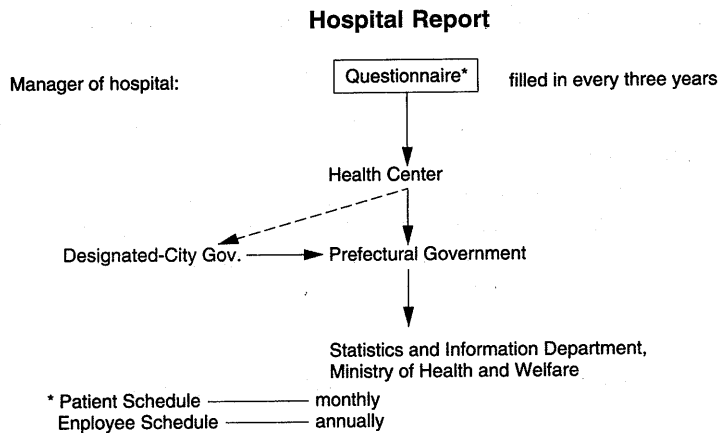 Hospital Report
Manager of hospital:
Questionnaire*
filled in every three years
Health Center
Designated-City Gov.
Prefectural Government
Statistics and Information Department,
Ministry of Health and Welfare
* Patient Schedule
monthly
Enployee Schedule
annually